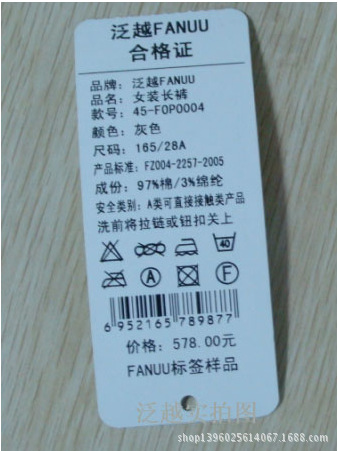 泛越FANUU
合格证
品牌：泛越FANUU
品名：女装长裤
款号：45-F0P0004
颜色：灰色
尺码：165/28A
产品标准：FZ004-2257-2005
成份：97%棉/3%绵纶
安全类别：A类可直接接触类产品
洗前将拉链或钮扣关上
40
A F
6 952165 789877
价格：578.00元
FANUU标签样品
泛越实拍图
shop1396025614067.1688.com